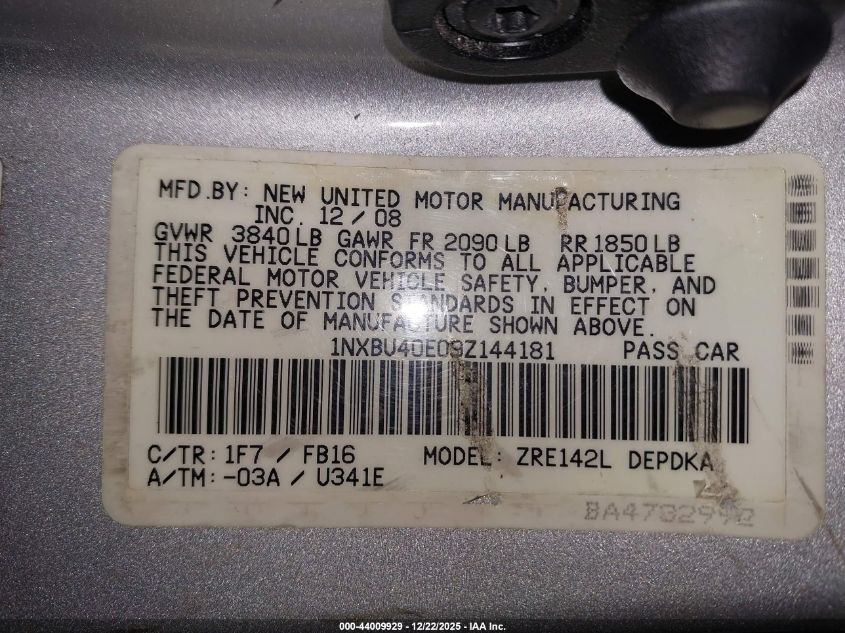 MFD.BY: NEW UNITED MOTOR MANUFACTURING
INC. 12 / 08
GVWR 3840 LB GAWR FR 2090 LB RR 1850 LB
THIS VEHICLE CONFORMS TO ALL APPLICABLE
FEDERAL MOTOR VEHICLE SAFETY, BUMPER, AND
THEFT PREVENTION STANDARDS IN EFFECT ON
THE DATE OF MANUFACTURE SHOWN ABOVE.
1NXBU40E09Z144181 PASS CAR
C/TR: 1F7 / FB16 MODEL: ZRE142L DEPDKA
A/TM: -03A / U341E
BA4732992
000-44009929 - 12/22/2025 - IAA Inc.